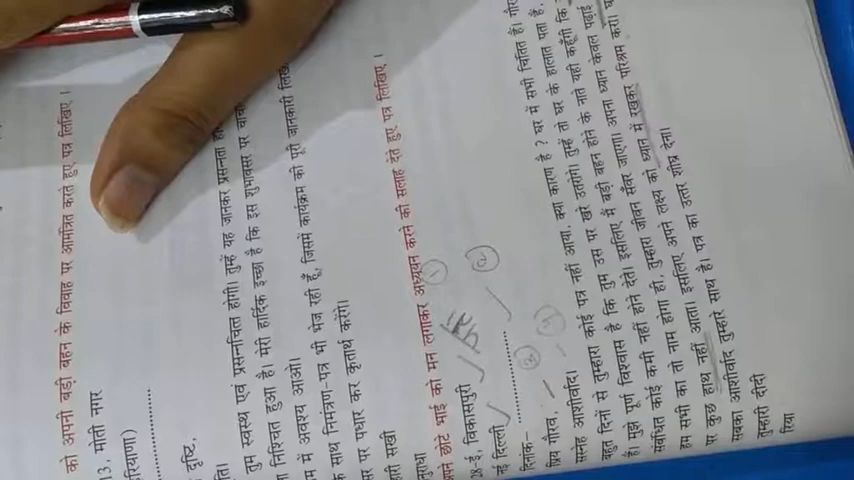 को अपनी बड़ी बहन के विवाह पर आमंत्रित करते हुए पत्र लिखिए।
13, मोती नगर
रियाणा)
दृष्टि,
तुम स्वस्थ एवं प्रसन्नचित्त होगी। तुम्हें यह जानकर प्रसन्नता
निश्चित हुआ है। मेरी हार्दिक इच्छा है कि इस शुभावसर पर
में अवश्य आओ।
साथ निमंत्रण-पत्र भी भेज रही हूँ, जिसमें कार्यक्रम की पूरी जानकारी
पर पधार कर कृतार्थ करेंगे।
सखी
अपने छोटे भाई को मन लगाकर अध्ययन करने की सलाह देते हुए पत्र लिखिए।
विकासपुरी
नई दिल्ली
दिनांक-
प्रिय गौरव,
सस्नेह आशीर्वाद।
बहुत दिनों से तुम्हारा कोई पत्र नहीं आया, क्या कारण है? घर में सभी चिंतित हैं।
है। मुझे पूर्ण विश्वास है कि तुम उस पर खरे उतरोगे। तुम्हें तो घर के हालात पता हैं,
संबंधित कोई कमी नहीं होने देते। इसलिए मैं बड़ी बहन होने के नाते यही कहूँगी कि
हम सभी का तो नाम होगा ही, तुम्हारा जीवन सँवर जाएगा। अपना ध्यान केवल पढ़ाई
पर कुछ हाथ नहीं आता। इसलिए अपने लक्ष्य को ध्यान में रखकर परिश्रम करो।
सबका आशीर्वाद तुम्हारे साथ है। पत्र का उत्तर शीघ्र देना।
तुम्हारी दीदी
रिया